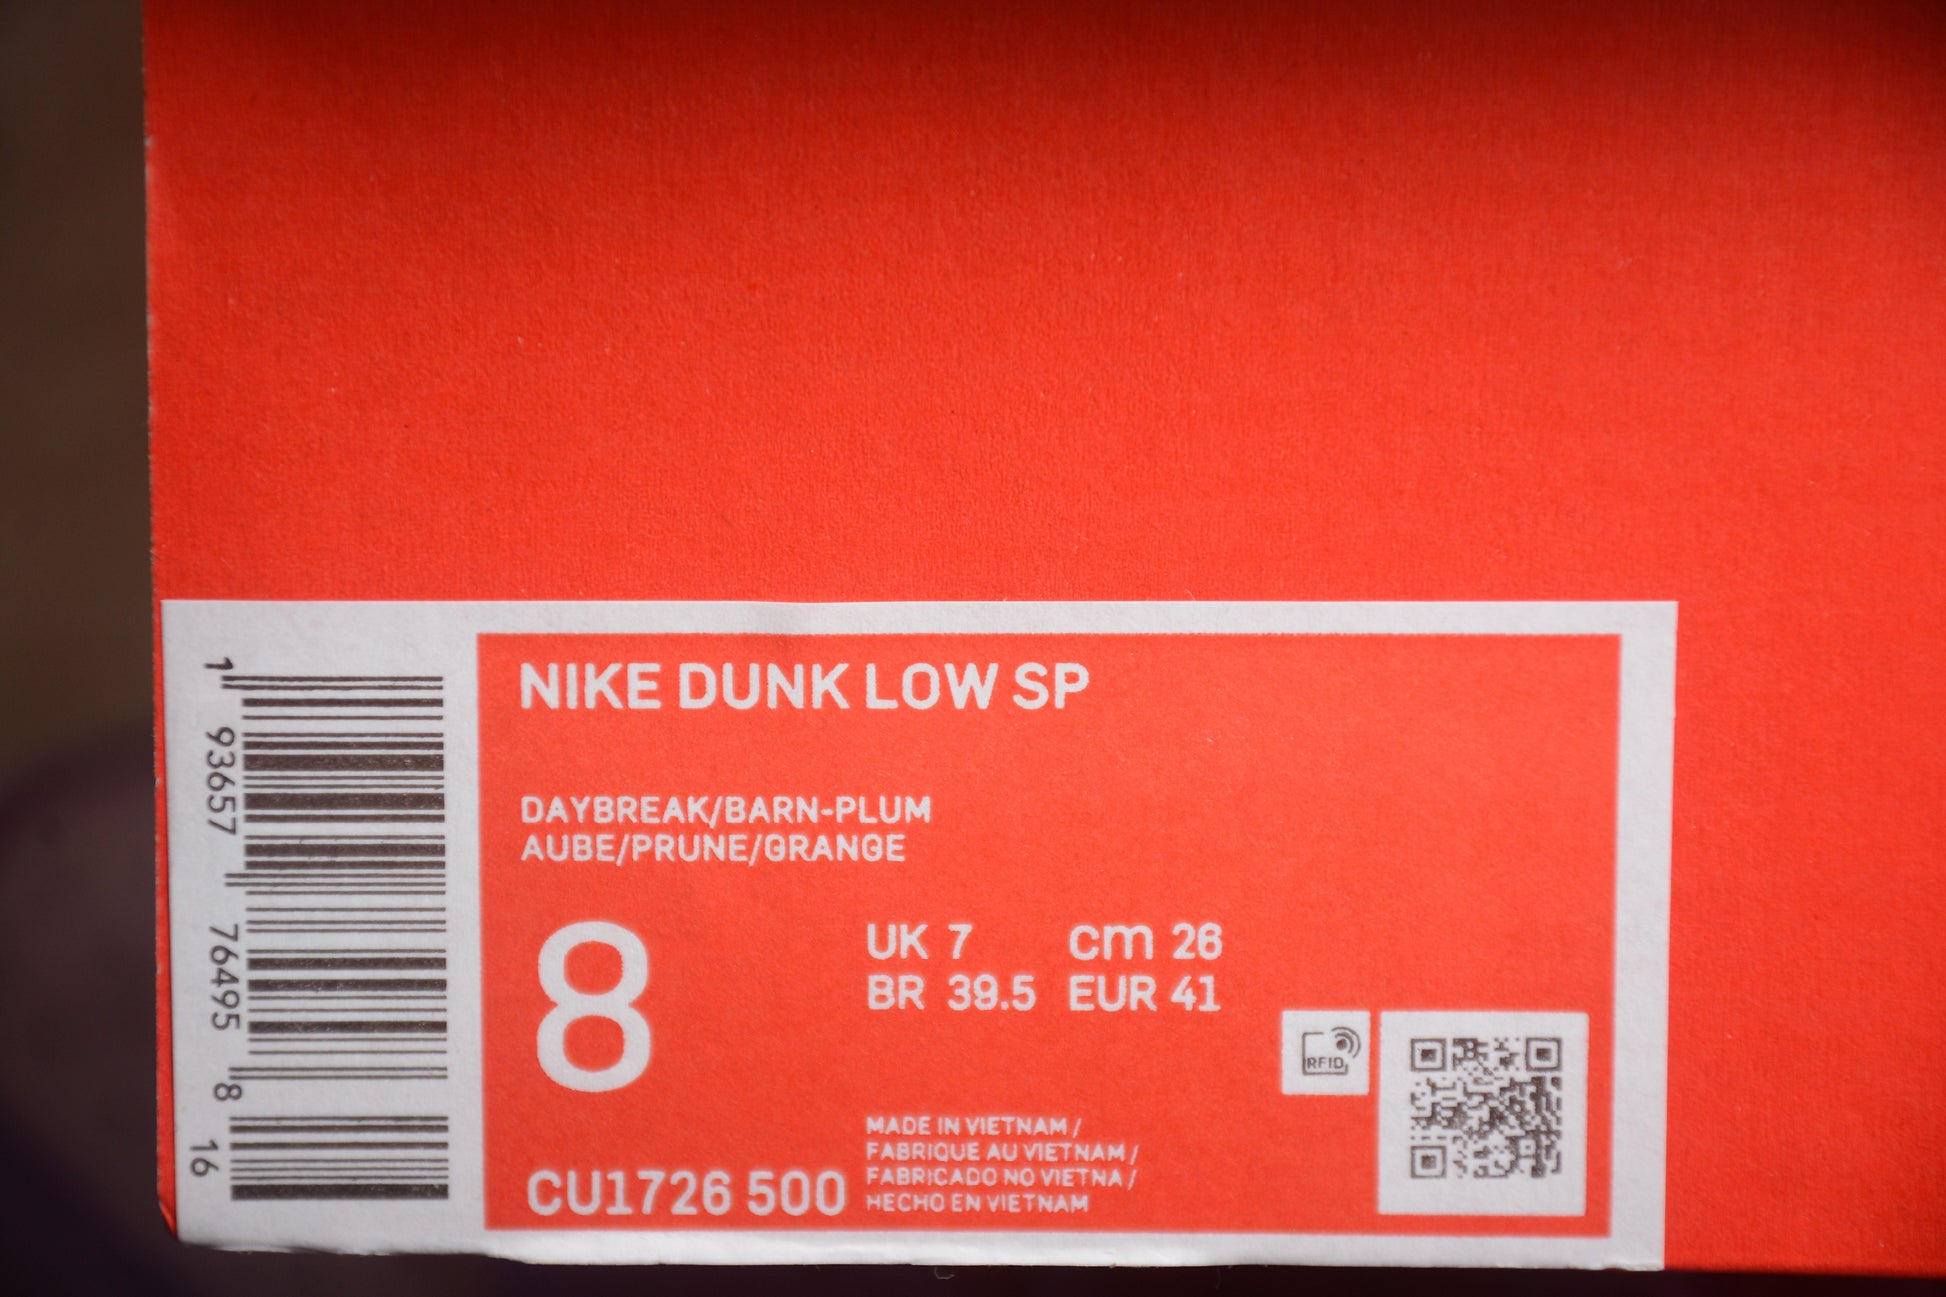 1 93657 76495 8
16
NIKE DUNK LOW SP
DAYBREAK/BARN-PLUM
AUBE/PRUNE/GRANGE
8
UK 7 cm 26
BR 39.5 EUR 41
RFID
CU1726 500
MADE IN VIETNAM /
FABRIQUE AU VIETNAM /
FABRICADO NO VIETNA /
HECHO EN VIETNAM